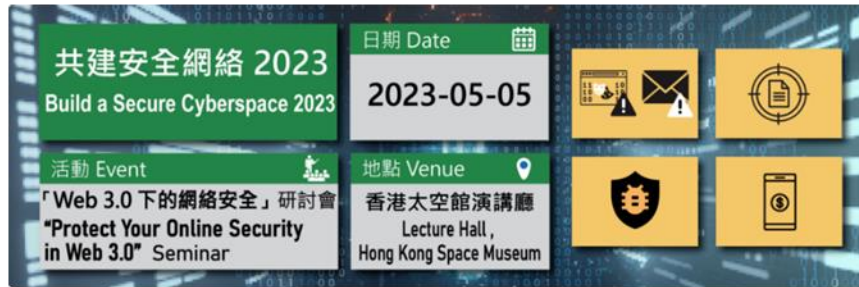 共建安全網絡 2023
Build a Secure Cyberspace 2023
日期 Date
2023-05-05
活動 Event
「Web 3.0 下的網絡安全」研討會
“Protect Your Online Security
in Web 3.0” Seminar
地點 Venue
香港太空館演講廳
Lecture Hall ,
Hong Kong Space Museum